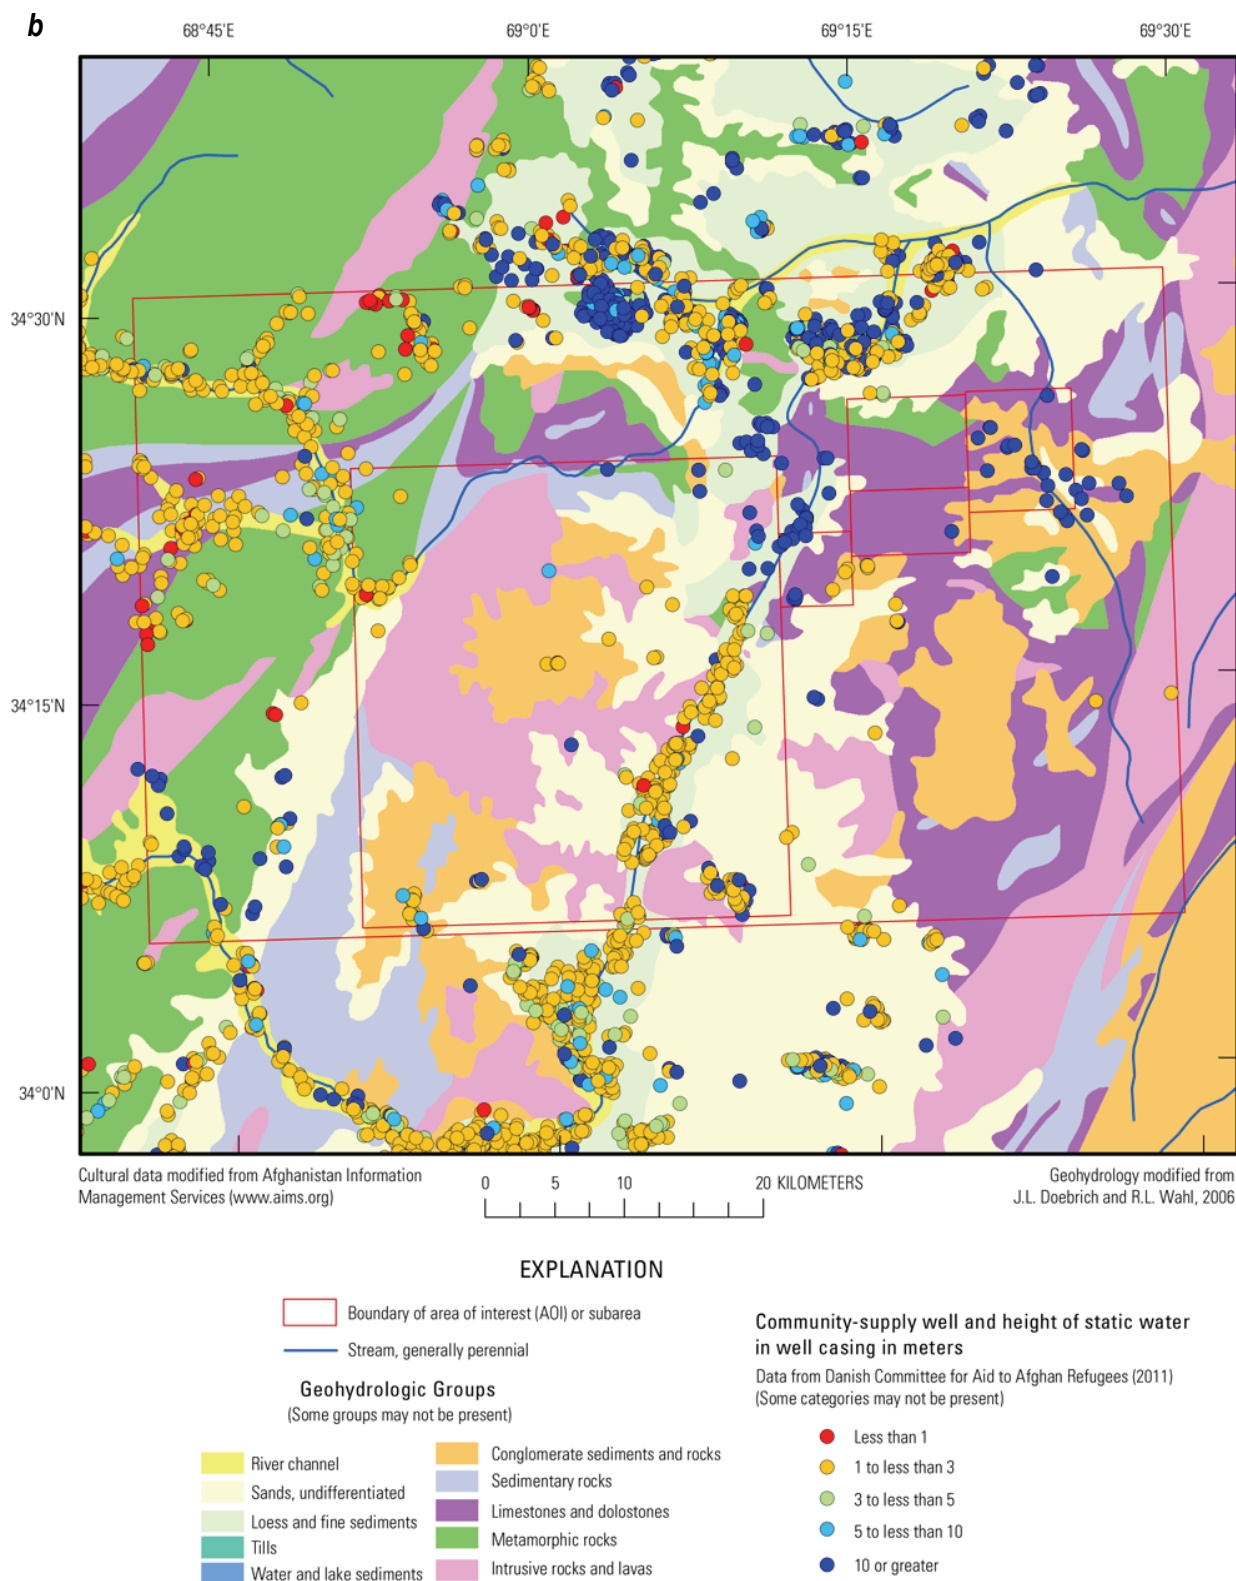 b
68°45'E
69°0'E
69°15'E
69°30'E
34°30'N
34°15'N
34°0'N
Cultural data modified from Afghanistan Information
Management Services (www.aims.org)
0 5 10 20 KILOMETERS
Geohydrology modified from
J.L. Doebrich and R.L. Wahl, 2006
EXPLANATION
Boundary of area of interest (AOI) or subarea
Stream, generally perennial
Geohydrologic Groups
(Some groups may not be present)
River channel
Sands, undifferentiated
Loess and fine sediments
Tills
Water and lake sediments
Conglomerate sediments and rocks
Sedimentary rocks
Limestones and dolostones
Metamorphic rocks
Intrusive rocks and lavas
Community-supply well and height of static water
in well casing in meters
Data from Danish Committee for Aid to Afghan Refugees (2011)
(Some categories may not be present)
Less than 1
1 to less than 3
3 to less than 5
5 to less than 10
10 or greater